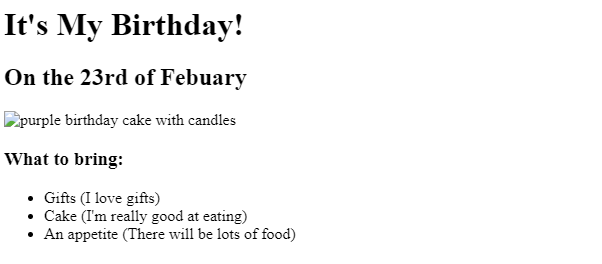 It's My Birthday!
On the 23rd of Febuary
purple birthday cake with candles
What to bring:
Gifts (I love gifts)
Cake (I'm really good at eating)
An appetite (There will be lots of food)